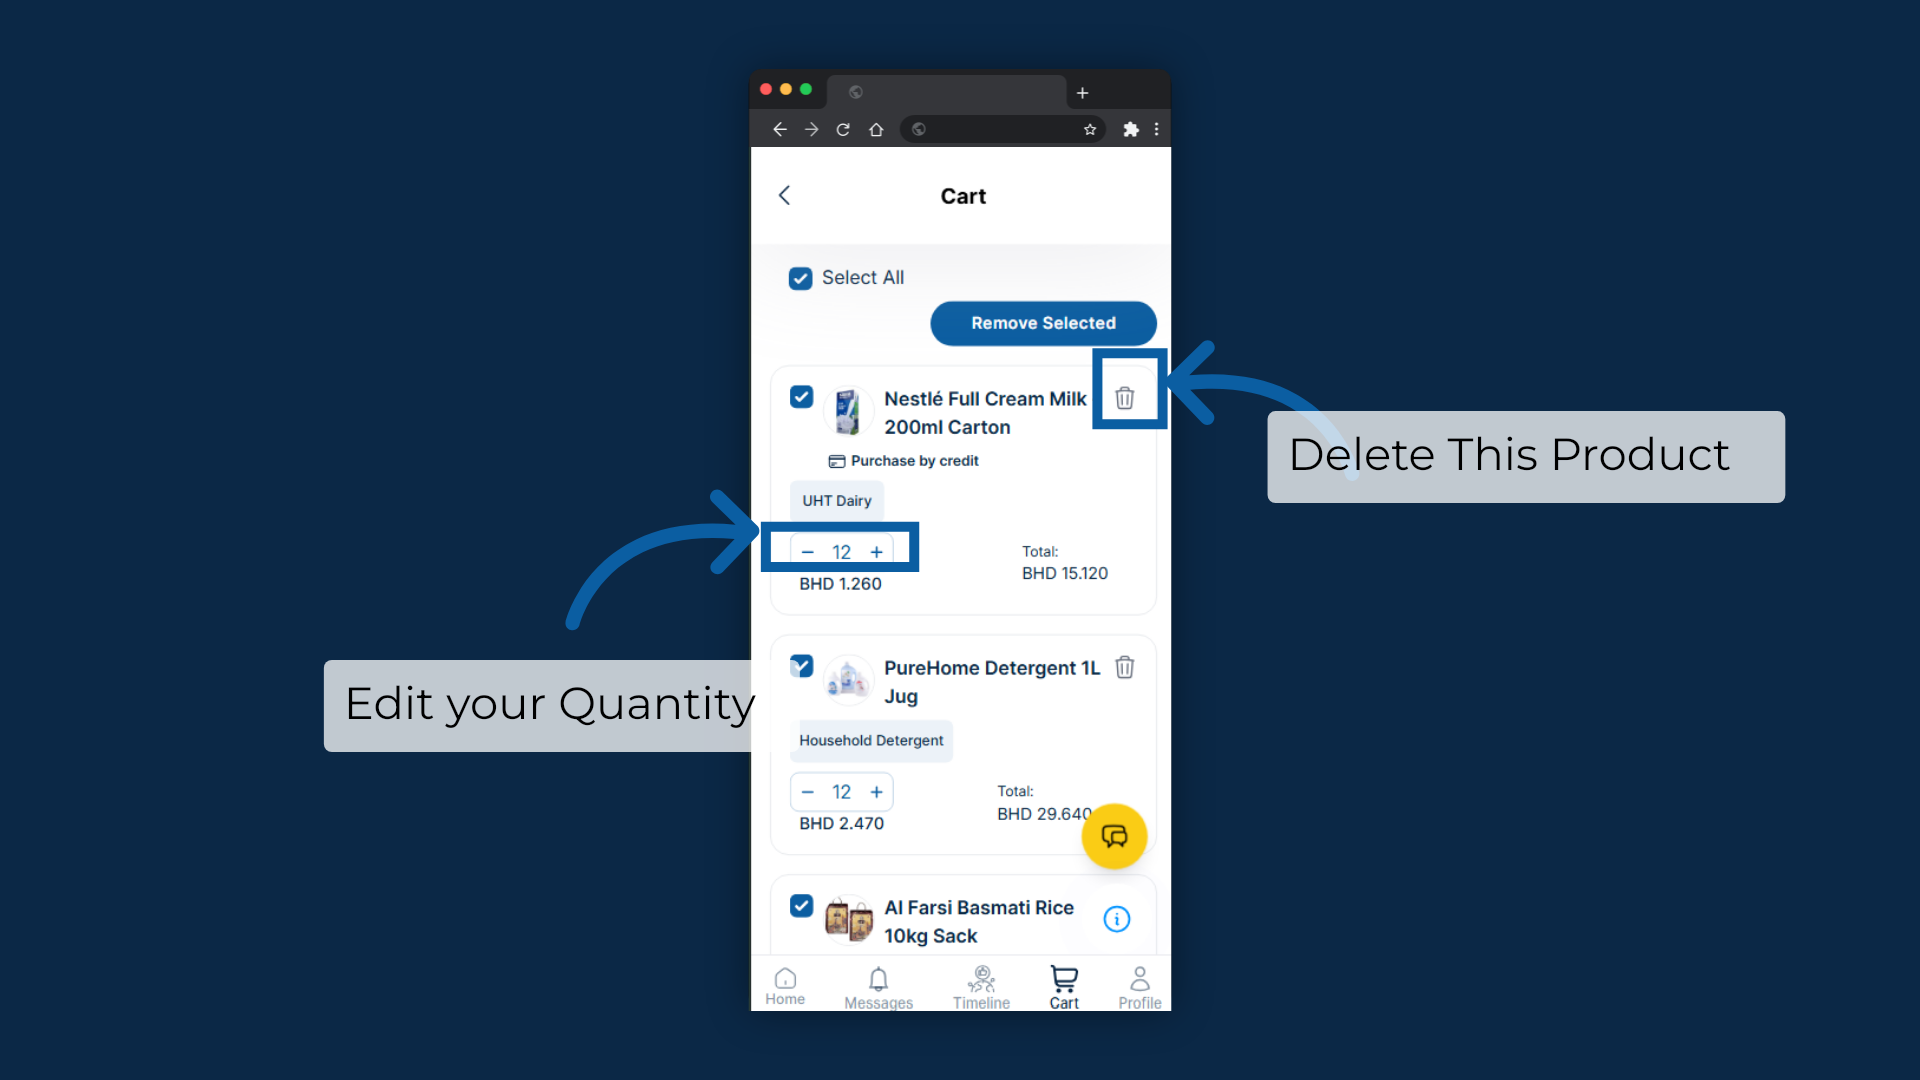 Cart
Select All
Remove Selected
Nestlé Full Cream Milk
200ml Carton
Purchase by credit
UHT Dairy
− 12 +
BHD 1.260
Total:
BHD 15.120
Delete This Product
Edit your Quantity
PureHome Detergent 1L
Jug
Household Detergent
− 12 +
BHD 2.470
Total:
BHD 29.640
Al Farsi Basmati Rice
10kg Sack
Home
Messages
Timeline
Cart
Profile